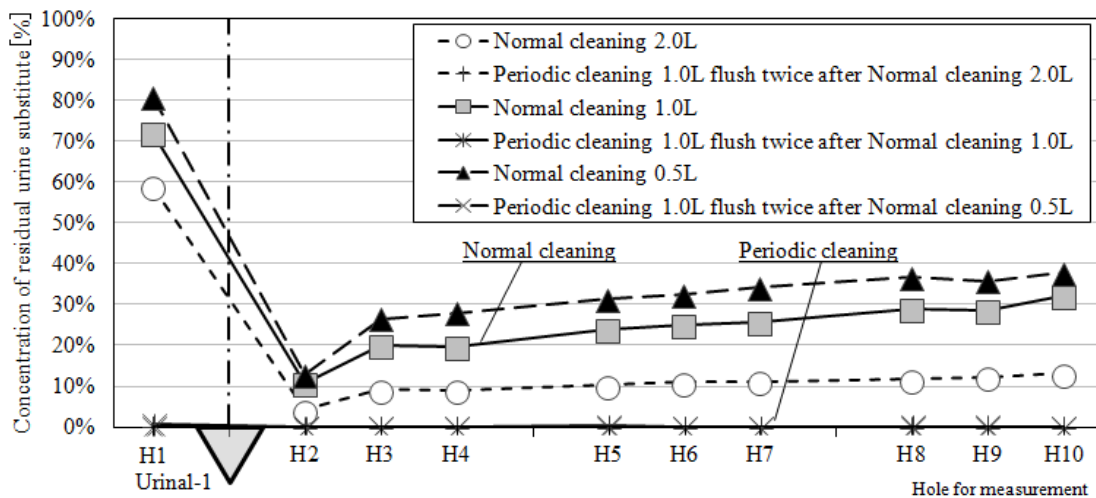 Concentration of residual urine substitute [%]
100%
90%
80%
70%
60%
50%
40%
30%
20%
10%
0%
Normal cleaning 2.0L
Periodic cleaning 1.0L flush twice after Normal cleaning 2.0L
Normal cleaning 1.0L
Periodic cleaning 1.0L flush twice after Normal cleaning 1.0L
Normal cleaning 0.5L
Periodic cleaning 1.0L flush twice after Normal cleaning 0.5L
Normal cleaning
Periodic cleaning
H1 H2 H3 H4 H5 H6 H7 H8 H9 H10
Urinal-1
Hole for measurement